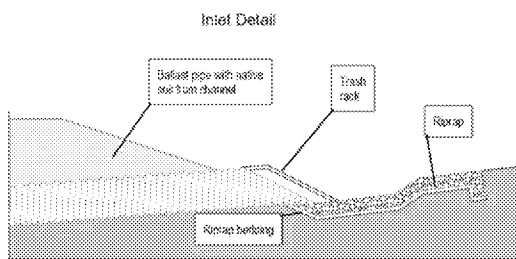 Inlet Detail
Ballast pipe with native
soil from channel
Trash
rack
Riprap
Riprap bedding